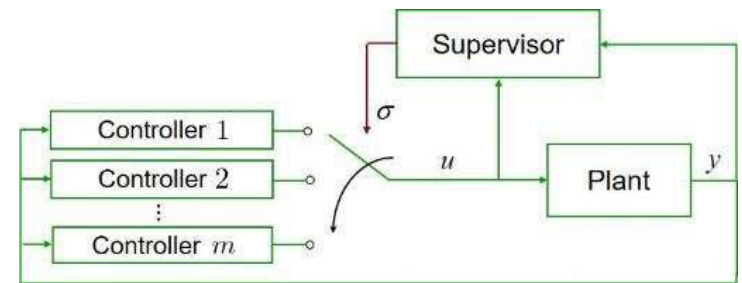 Supervisor
σ
Controller 1
Controller 2
⋮
Controller m
u
Plant
y